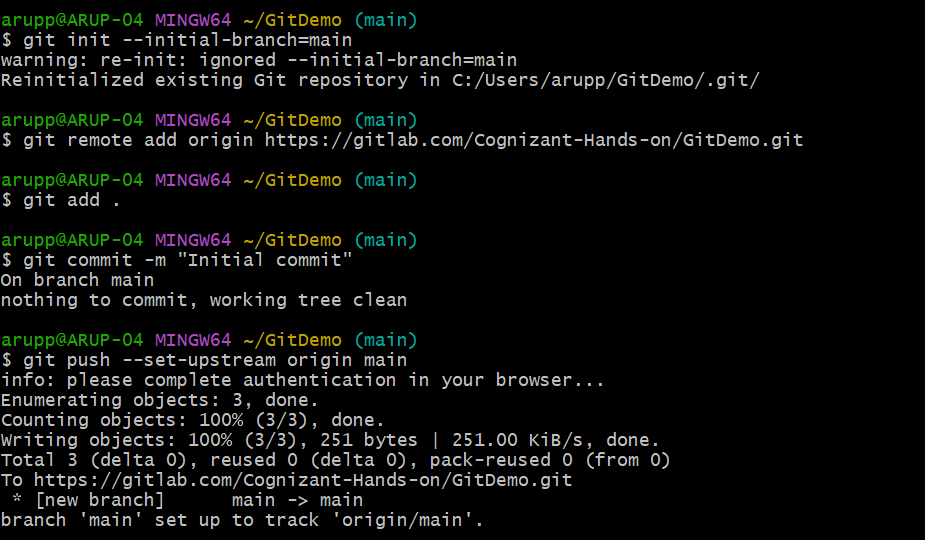 arupp@ARUP-04 MINGW64 ~/GitDemo (main)
$ git init --initial-branch=main
warning: re-init: ignored --initial-branch=main
Reinitialized existing Git repository in C:/Users/arupp/GitDemo/.git/
arupp@ARUP-04 MINGW64 ~/GitDemo (main)
$ git remote add origin https://gitlab.com/Cognizant-Hands-on/GitDemo.git
arupp@ARUP-04 MINGW64 ~/GitDemo (main)
$ git add .
arupp@ARUP-04 MINGW64 ~/GitDemo (main)
$ git commit -m "Initial commit"
On branch main
nothing to commit, working tree clean
arupp@ARUP-04 MINGW64 ~/GitDemo (main)
$ git push --set-upstream origin main
info: please complete authentication in your browser...
Enumerating objects: 3, done.
Counting objects: 100% (3/3), done.
Writing objects: 100% (3/3), 251 bytes | 251.00 KiB/s, done.
Total 3 (delta 0), reused 0 (delta 0), pack-reused 0 (from 0)
To https://gitlab.com/Cognizant-Hands-on/GitDemo.git
 * [new branch]      main -> main
branch 'main' set up to track 'origin/main'.